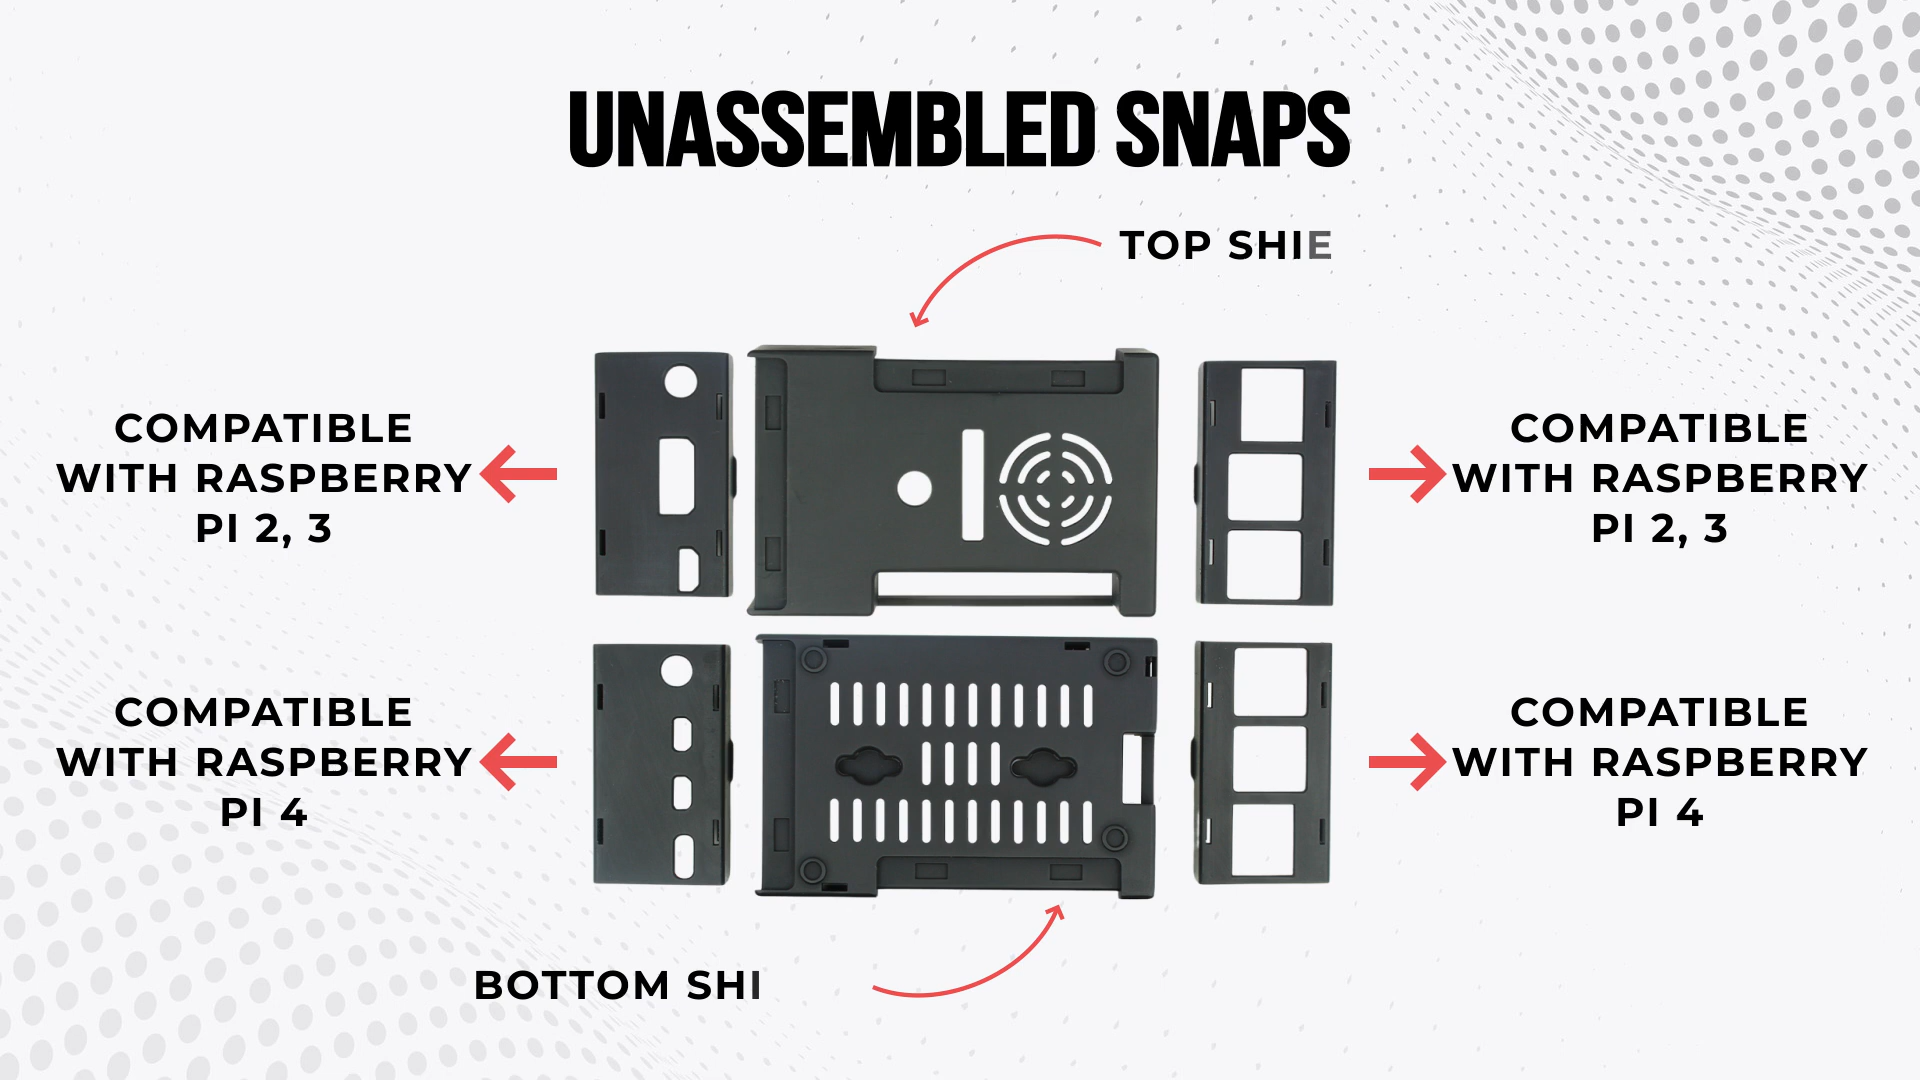 UNASSEMBLED SNAPS
TOP SHIE
COMPATIBLE
WITH RASPBERRY
PI 2, 3
COMPATIBLE
WITH RASPBERRY
PI 2, 3
COMPATIBLE
WITH RASPBERRY
PI 4
COMPATIBLE
WITH RASPBERRY
PI 4
BOTTOM SHI